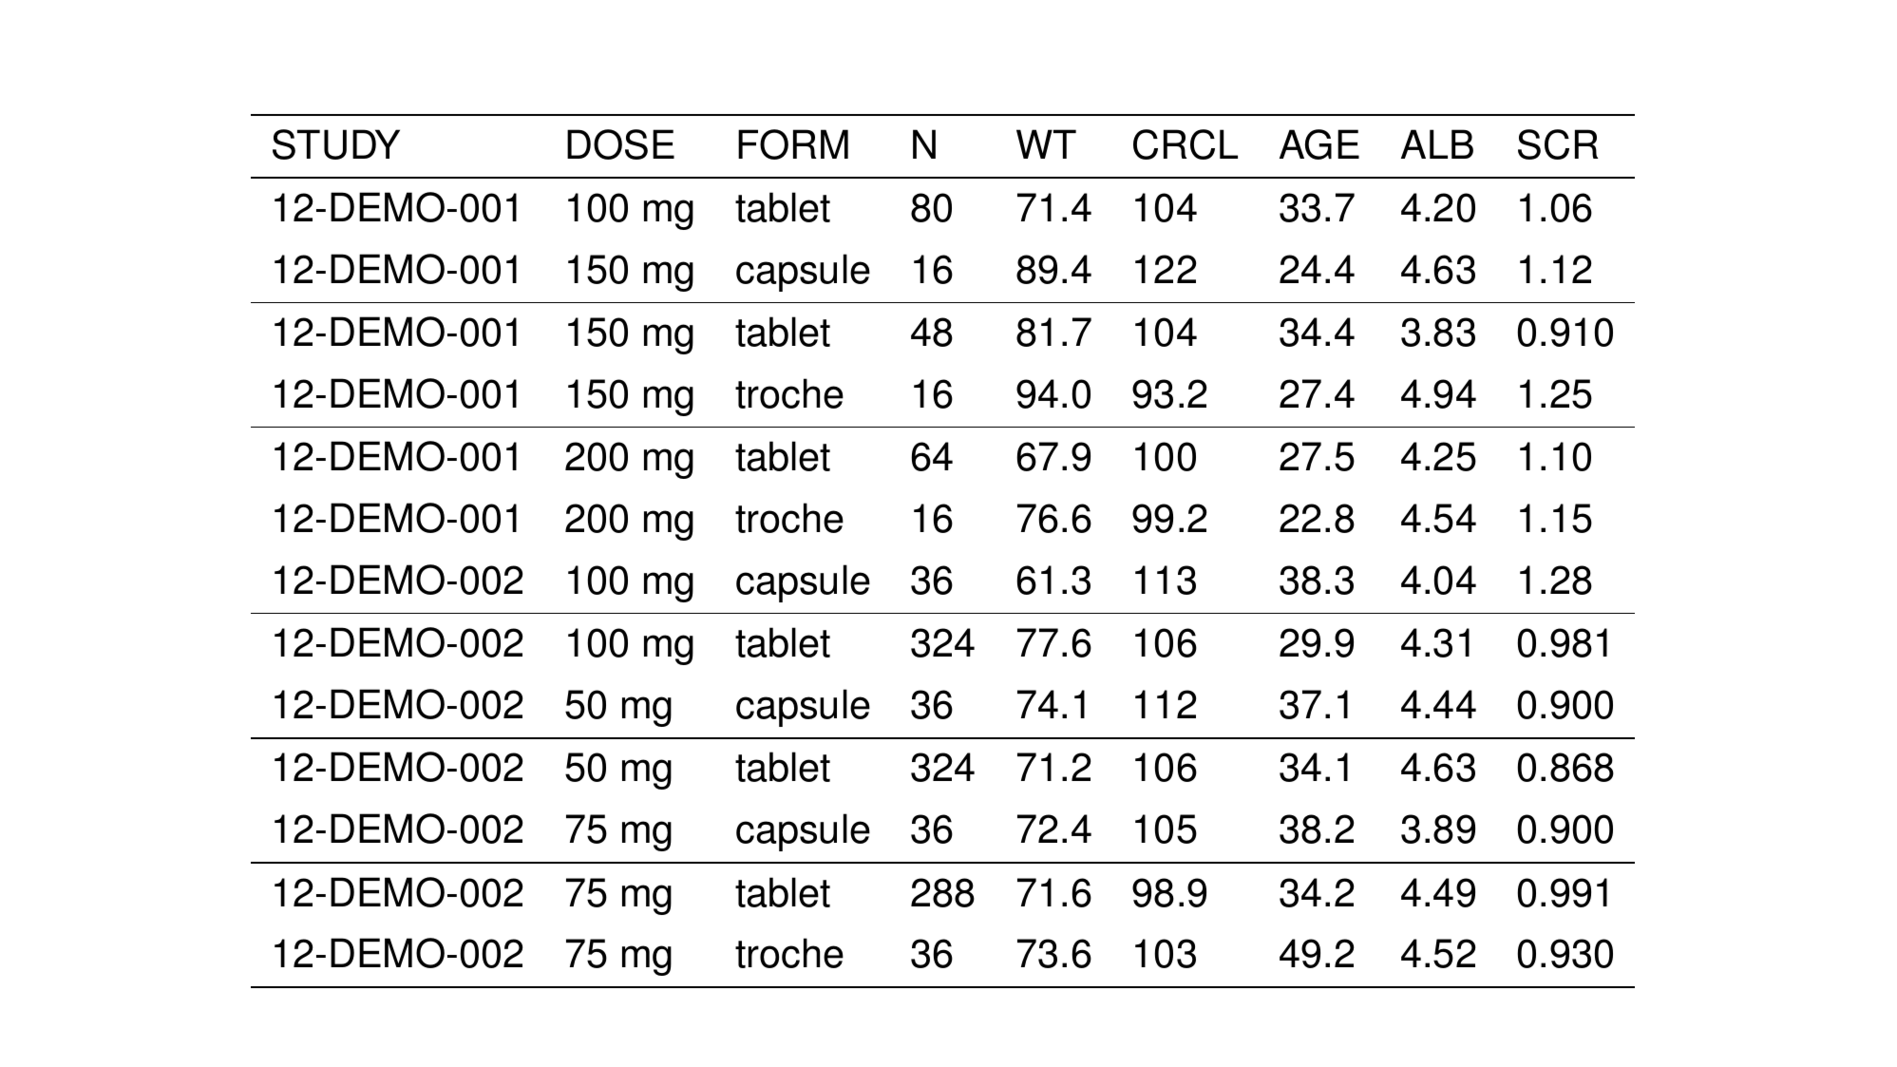 STUDY DOSE FORM N WT CRCL AGE ALB SCR
12-DEMO-001 100 mg tablet 80 71.4 104 33.7 4.20 1.06
12-DEMO-001 150 mg capsule 16 89.4 122 24.4 4.63 1.12
12-DEMO-001 150 mg tablet 48 81.7 104 34.4 3.83 0.910
12-DEMO-001 150 mg troche 16 94.0 93.2 27.4 4.94 1.25
12-DEMO-001 200 mg tablet 64 67.9 100 27.5 4.25 1.10
12-DEMO-001 200 mg troche 16 76.6 99.2 22.8 4.54 1.15
12-DEMO-002 100 mg capsule 36 61.3 113 38.3 4.04 1.28
12-DEMO-002 100 mg tablet 324 77.6 106 29.9 4.31 0.981
12-DEMO-002 50 mg capsule 36 74.1 112 37.1 4.44 0.900
12-DEMO-002 50 mg tablet 324 71.2 106 34.1 4.63 0.868
12-DEMO-002 75 mg capsule 36 72.4 105 38.2 3.89 0.900
12-DEMO-002 75 mg tablet 288 71.6 98.9 34.2 4.49 0.991
12-DEMO-002 75 mg troche 36 73.6 103 49.2 4.52 0.930